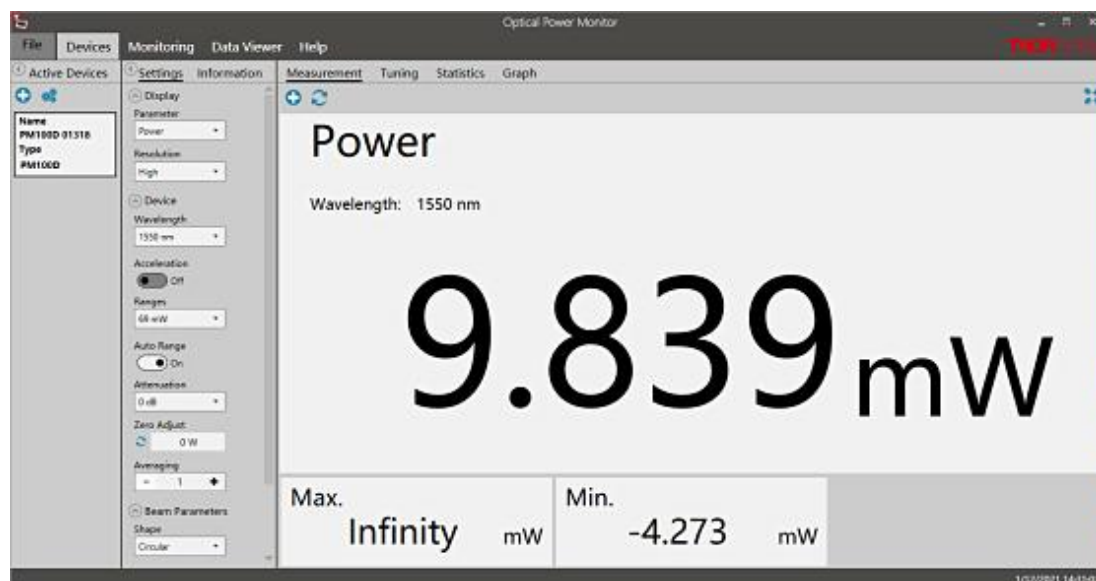 Optical Power Monitor
File Devices Monitoring Data Viewer Help
THOR
Active Devices
Name
PM100D 01318
Type
PM100D
Settings Information
Display
Parameter
Power
Resolution
High
Device
Wavelength
1550 nm
Acceleration
Off
Ranges
69 mW
Auto Range
On
Attenuation
0 dB
Zero Adjust
0 W
Averaging
- 1 +
Beam Parameters
Shape
Circular
Measurement Tuning Statistics Graph
Power
Wavelength: 1550 nm
9.839 mW
Max.
Infinity mW
Min.
-4.273 mW